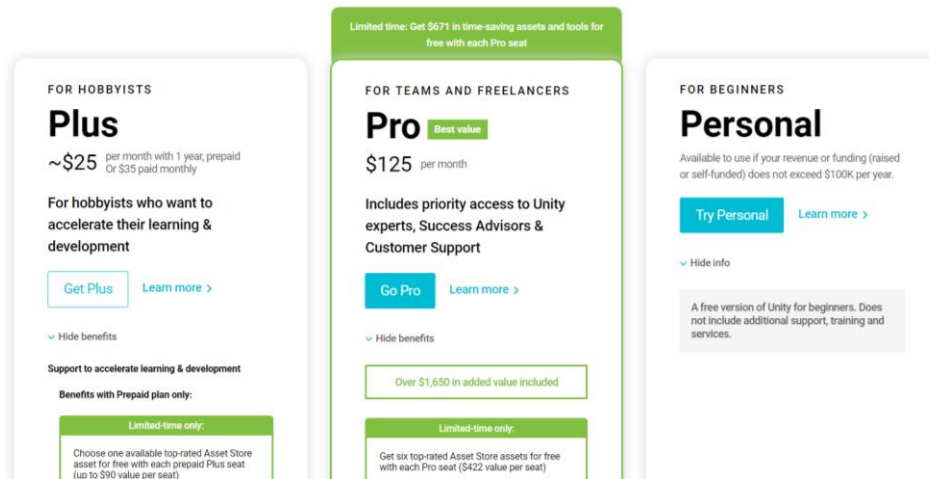 Limited time: Get $671 in time-saving assets and tools for
free with each Pro seat
FOR HOBBYISTS
Plus
~$25
per month with 1 year, prepaid
Or $35 paid monthly
For hobbyists who want to
accelerate their learning &
development
Get Plus
Learn more >
Hide benefits
Support to accelerate learning & development
Benefits with Prepaid plan only:
Limited-time only:
Choose one available top-rated Asset Store
asset for free with each prepaid Plus seat
(up to $90 value per seat)
FOR TEAMS AND FREELANCERS
Pro
Best value
$125
per month
Includes priority access to Unity
experts, Success Advisors &
Customer Support
Go Pro
Learn more >
Hide benefits
Over $1,650 in added value included
Limited-time only:
Get six top-rated Asset Store assets for free
with each Pro seat ($422 value per seat)
FOR BEGINNERS
Personal
Available to use if your revenue or funding (raised
or self-funded) does not exceed $100K per year.
Try Personal
Learn more >
Hide info
A free version of Unity for beginners. Does
not include additional support, training and
services.